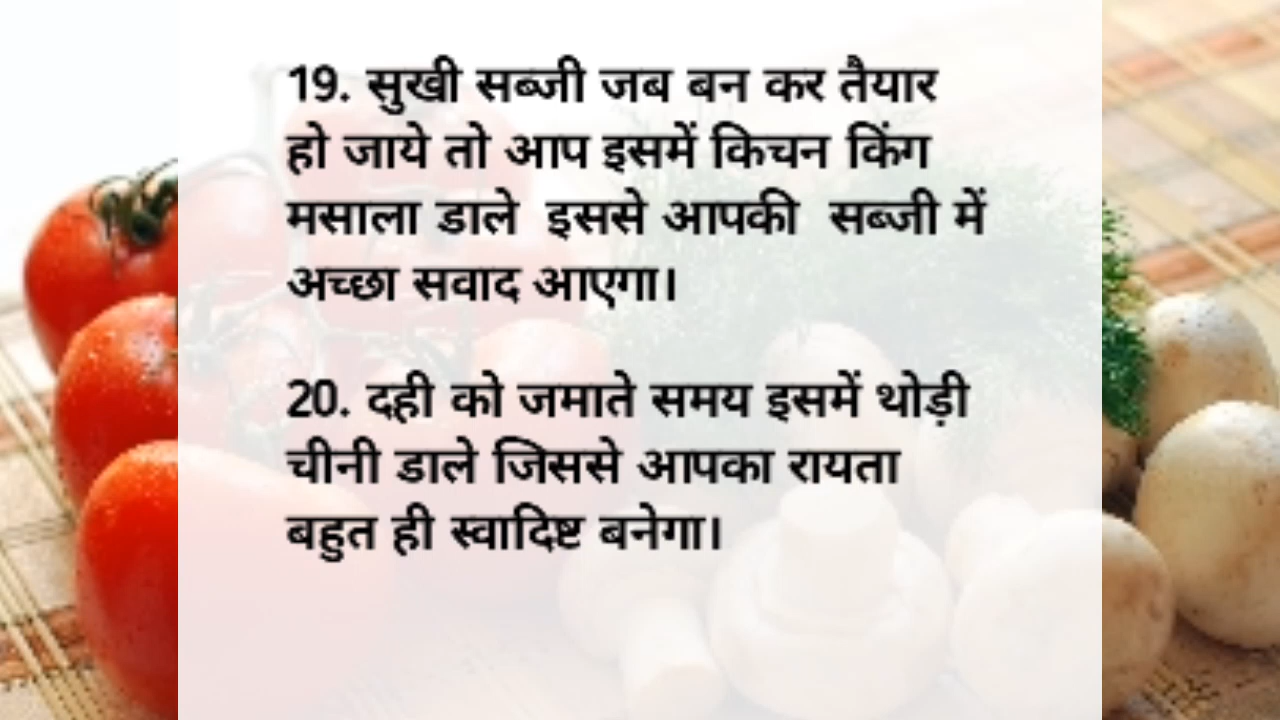 19. सुखी सब्जी जब बन कर तैयार
हो जाये तो आप इसमें किचन किंग
मसाला डाले इससे आपकी सब्जी में
अच्छा सवाद आएगा।
20. दही को जमाते समय इसमें थोड़ी
चीनी डाले जिससे आपका रायता
बहुत ही स्वादिष्ट बनेगा।